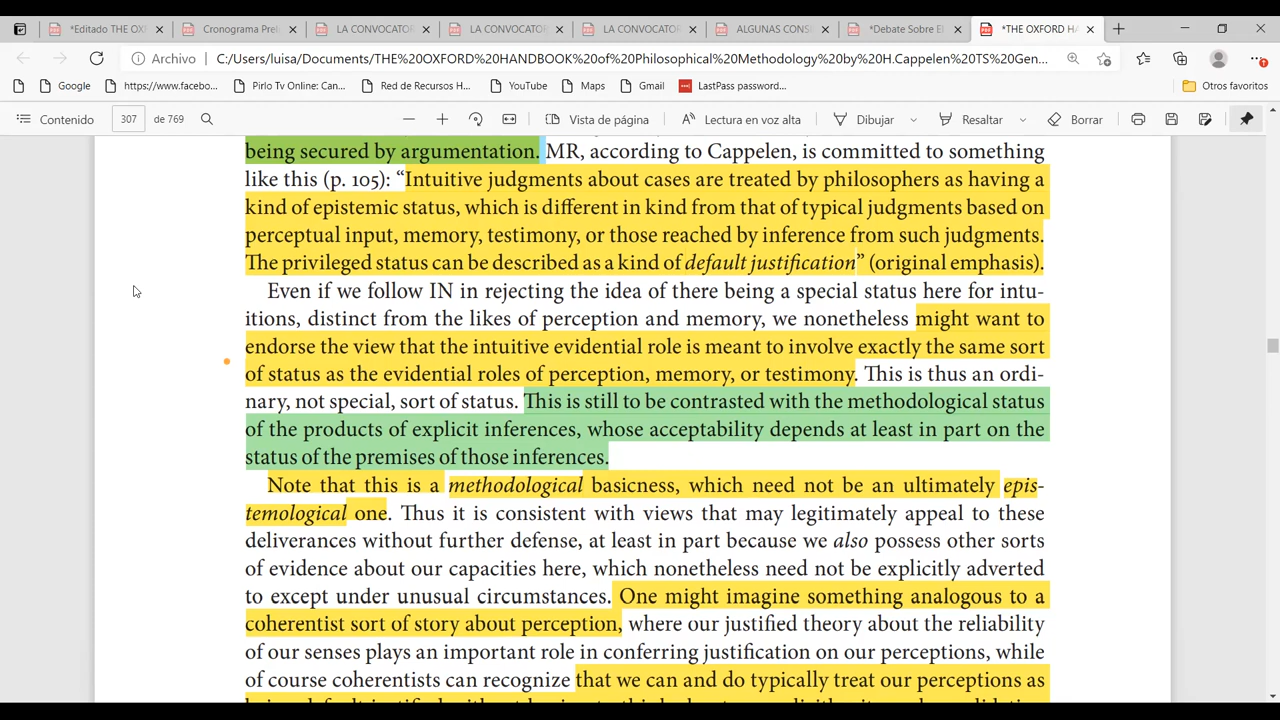 *Editado THE OX
Cronograma Prel
LA CONVOCATOR
LA CONVOCATOR
LA CONVOCATOR
ALGUNAS CONSI
*Debate Sobre El
*THE OXFORD HA
Archivo C:/Users/luisa/Documents/THE%20OXFORD%20HANDBOOK%20of%20Philosophical%20Methodology%20by%20H.Cappelen%20TS%20Gen...
Google
https://www.facebo...
Pirlo Tv Online: Can...
Red de Recursos H...
YouTube
Maps
Gmail
LastPass password...
Otros favoritos
Contenido
307 de 769
Vista de página
Lectura en voz alta
Dibujar
Resaltar
Borrar
being secured by argumentation. MR, according to Cappelen, is committed to something
like this (p. 105): “Intuitive judgments about cases are treated by philosophers as having a
kind of epistemic status, which is different in kind from that of typical judgments based on
perceptual input, memory, testimony, or those reached by inference from such judgments.
The privileged status can be described as a kind of default justification” (original emphasis).
Even if we follow IN in rejecting the idea of there being a special status here for intu-
itions, distinct from the likes of perception and memory, we nonetheless might want to
endorse the view that the intuitive evidential role is meant to involve exactly the same sort
of status as the evidential roles of perception, memory, or testimony. This is thus an ordi-
nary, not special, sort of status. This is still to be contrasted with the methodological status
of the products of explicit inferences, whose acceptability depends at least in part on the
status of the premises of those inferences.
Note that this is a methodological basicness, which need not be an ultimately epis-
temological one. Thus it is consistent with views that may legitimately appeal to these
deliverances without further defense, at least in part because we also possess other sorts
of evidence about our capacities here, which nonetheless need not be explicitly adverted
to except under unusual circumstances. One might imagine something analogous to a
coherentist sort of story about perception, where our justified theory about the reliability
of our senses plays an important role in conferring justification on our perceptions, while
of course coherentists can recognize that we can and do typically treat our perceptions as